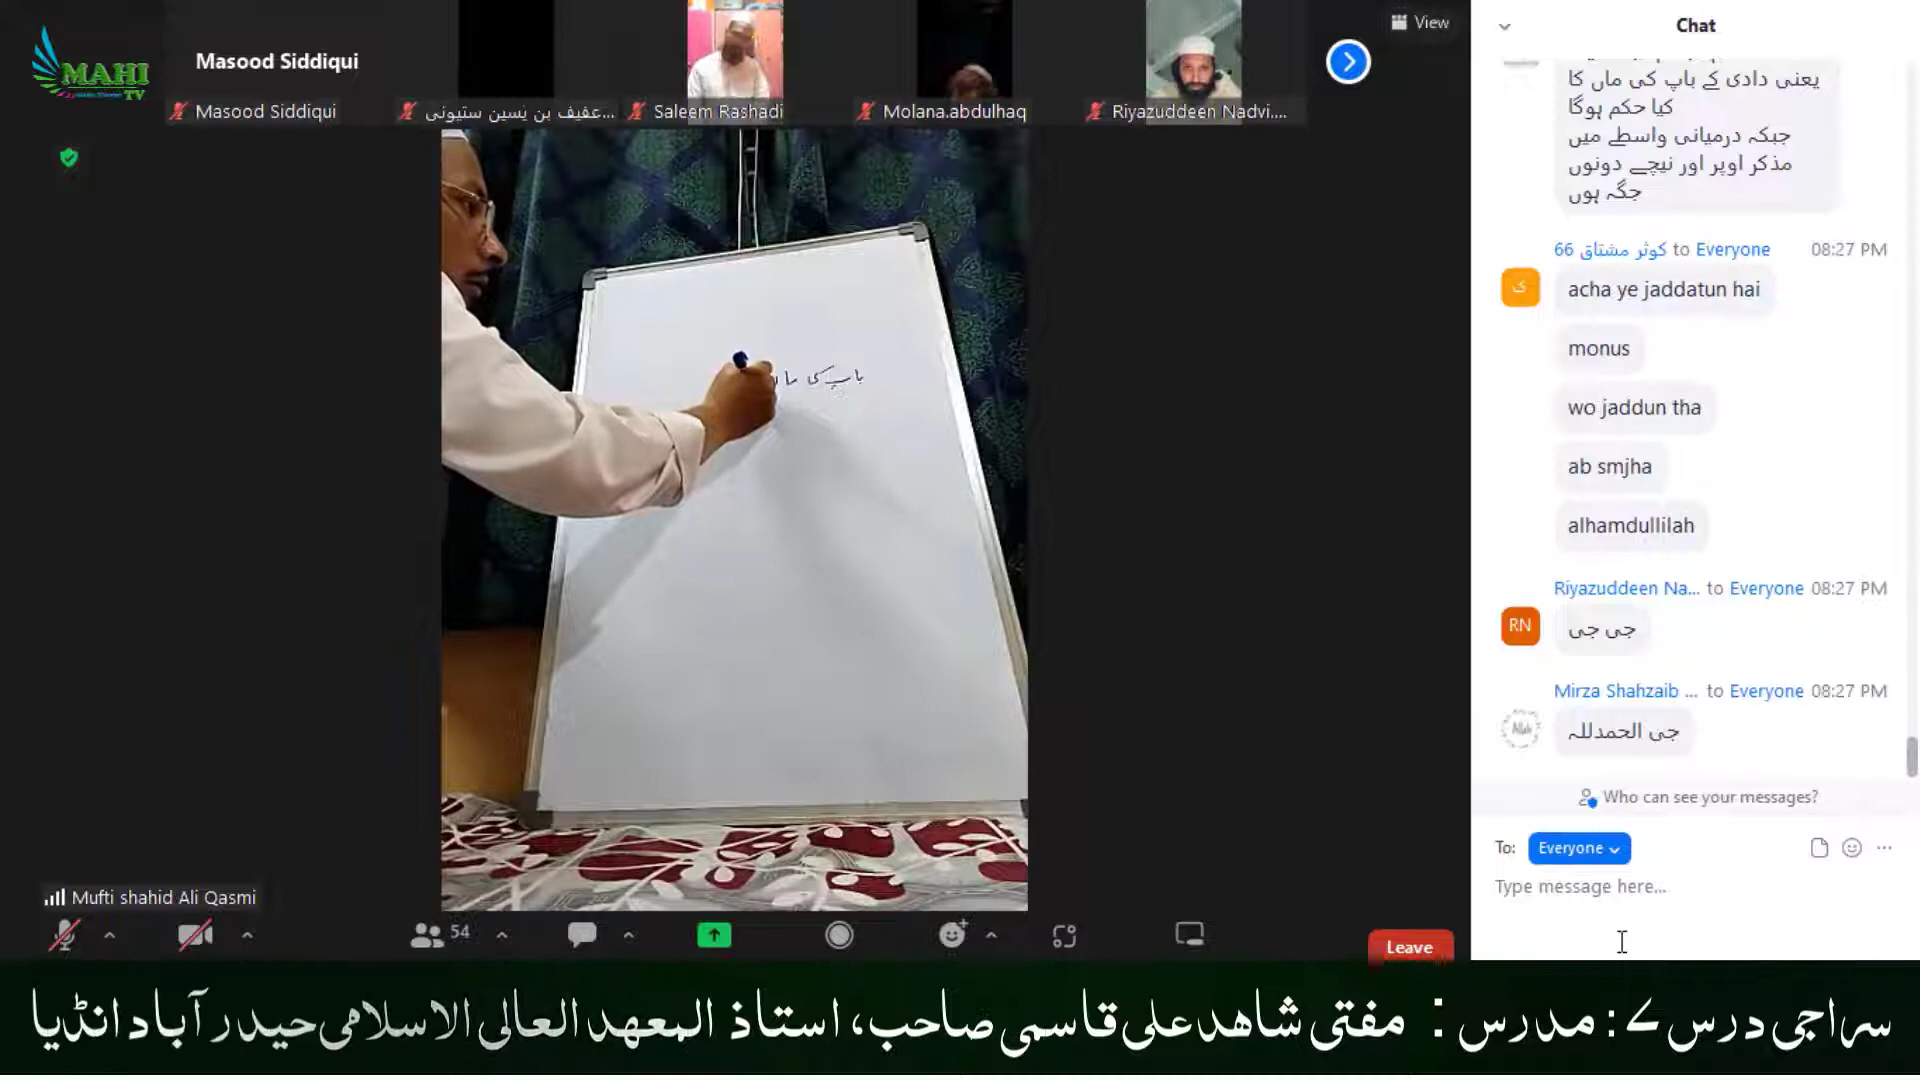 MAHI
TV
Masood Siddiqui
Masood Siddiqui
عفیف بن یٰسین ستیونی...
Saleem Rashadi
Molana.abdulhaq
Riyazuddeen Nadvi....
View
باپ کی ما
Mufti shahid Ali Qasmi
54
Leave
Chat
یعنی دادی کے باپ کی ماں کا
کیا حکم ہوگا
جبکہ درمیانی واسطے میں
مذکر اوپر اور نیچے دونوں
جگہ ہوں
کوثر مشتاق 66 to Everyone 08:27 PM
ک
acha ye jaddatun hai
monus
wo jaddun tha
ab smjha
alhamdullilah
Riyazuddeen Na... to Everyone 08:27 PM
RN
جی جی
Mirza Shahzaib ... to Everyone 08:27 PM
جی الحمدللہ
Who can see your messages?
To: Everyone
Type message here...
سراجی درس ۷ : مدرس : مفتی شاھد علی قاسمی صاحب، استاذ المعھد العالی الاسلامی حیدر آباد انڈیا